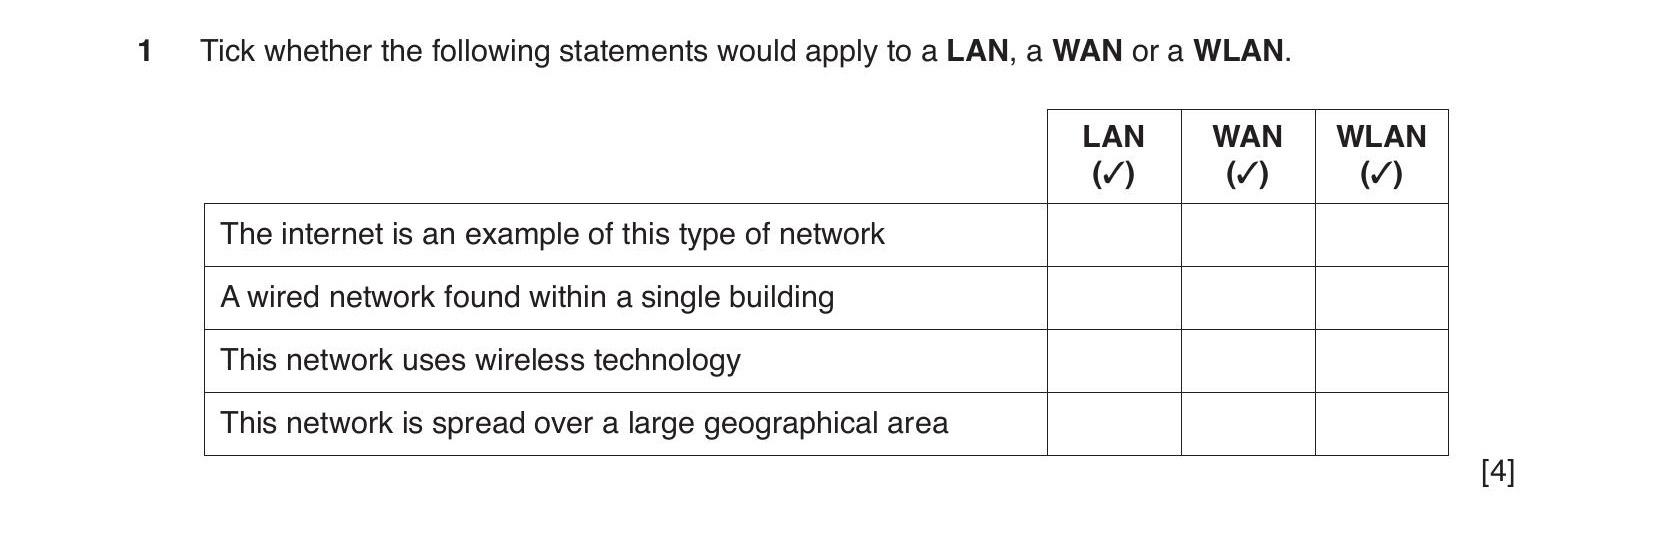 1 Tick whether the following statements would apply to a LAN, a WAN or a WLAN.
LAN WAN WLAN
(✓) (✓) (✓)
The internet is an example of this type of network
A wired network found within a single building
This network uses wireless technology
This network is spread over a large geographical area
[4]